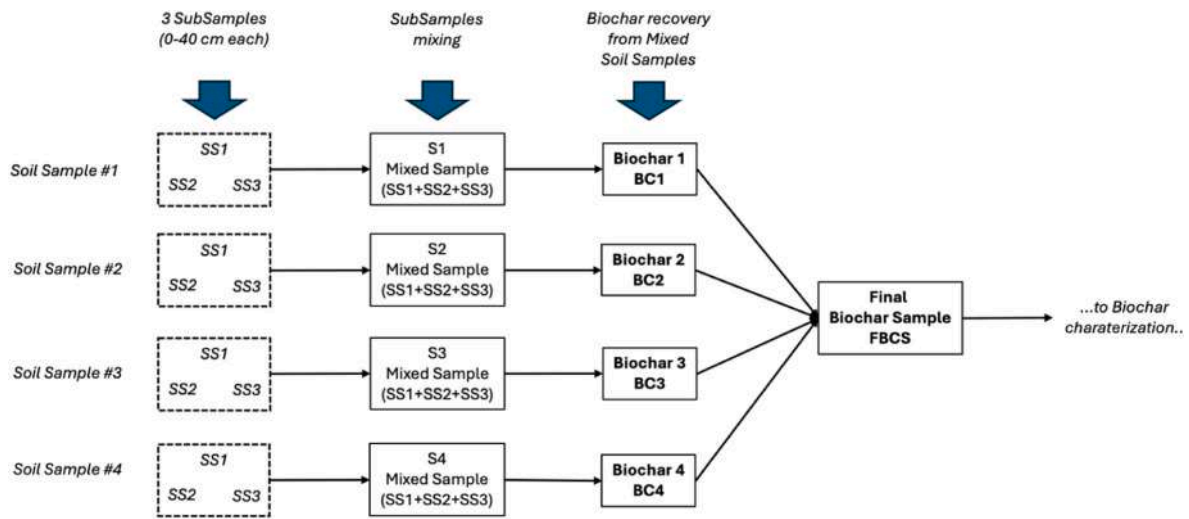 3 SubSamples
(0-40 cm each)
SubSamples
mixing
Biochar recovery
from Mixed
Soil Samples
Soil Sample #1
SS1
SS2 SS3
S1
Mixed Sample
(SS1+SS2+SS3)
Biochar 1
BC1
Soil Sample #2
SS1
SS2 SS3
S2
Mixed Sample
(SS1+SS2+SS3)
Biochar 2
BC2
Soil Sample #3
SS1
SS2 SS3
S3
Mixed Sample
(SS1+SS2+SS3)
Biochar 3
BC3
Soil Sample #4
SS1
SS2 SS3
S4
Mixed Sample
(SS1+SS2+SS3)
Biochar 4
BC4
Final
Biochar Sample
FBCS
...to Biochar
charaterization..